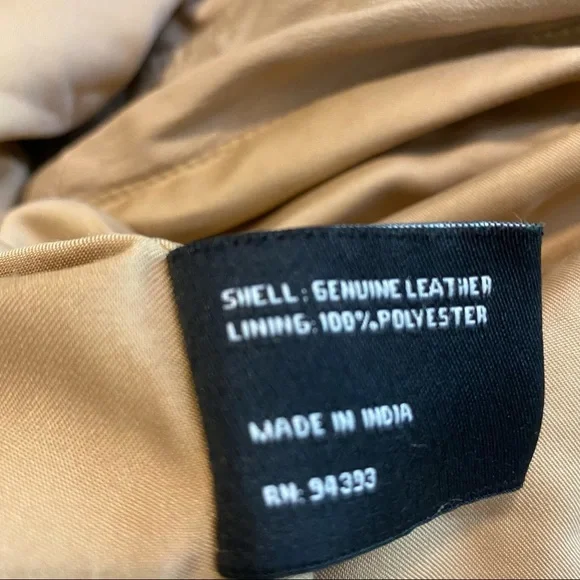 SHELL: GENUINE LEATHER
LINING: 100% POLYESTER
MADE IN INDIA
RN: 94393